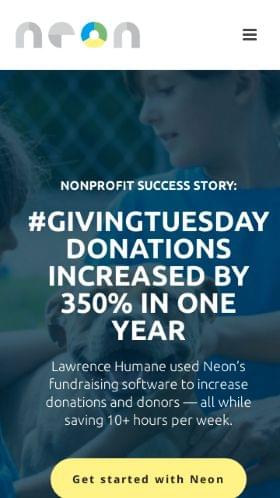 neon
NONPROFIT SUCCESS STORY:
#GIVINGTUESDAY
DONATIONS
INCREASED BY
350% IN ONE
YEAR
Lawrence Humane used Neon's
fundraising software to increase
donations and donors — all while
saving 10+ hours per week.
Get started with Neon